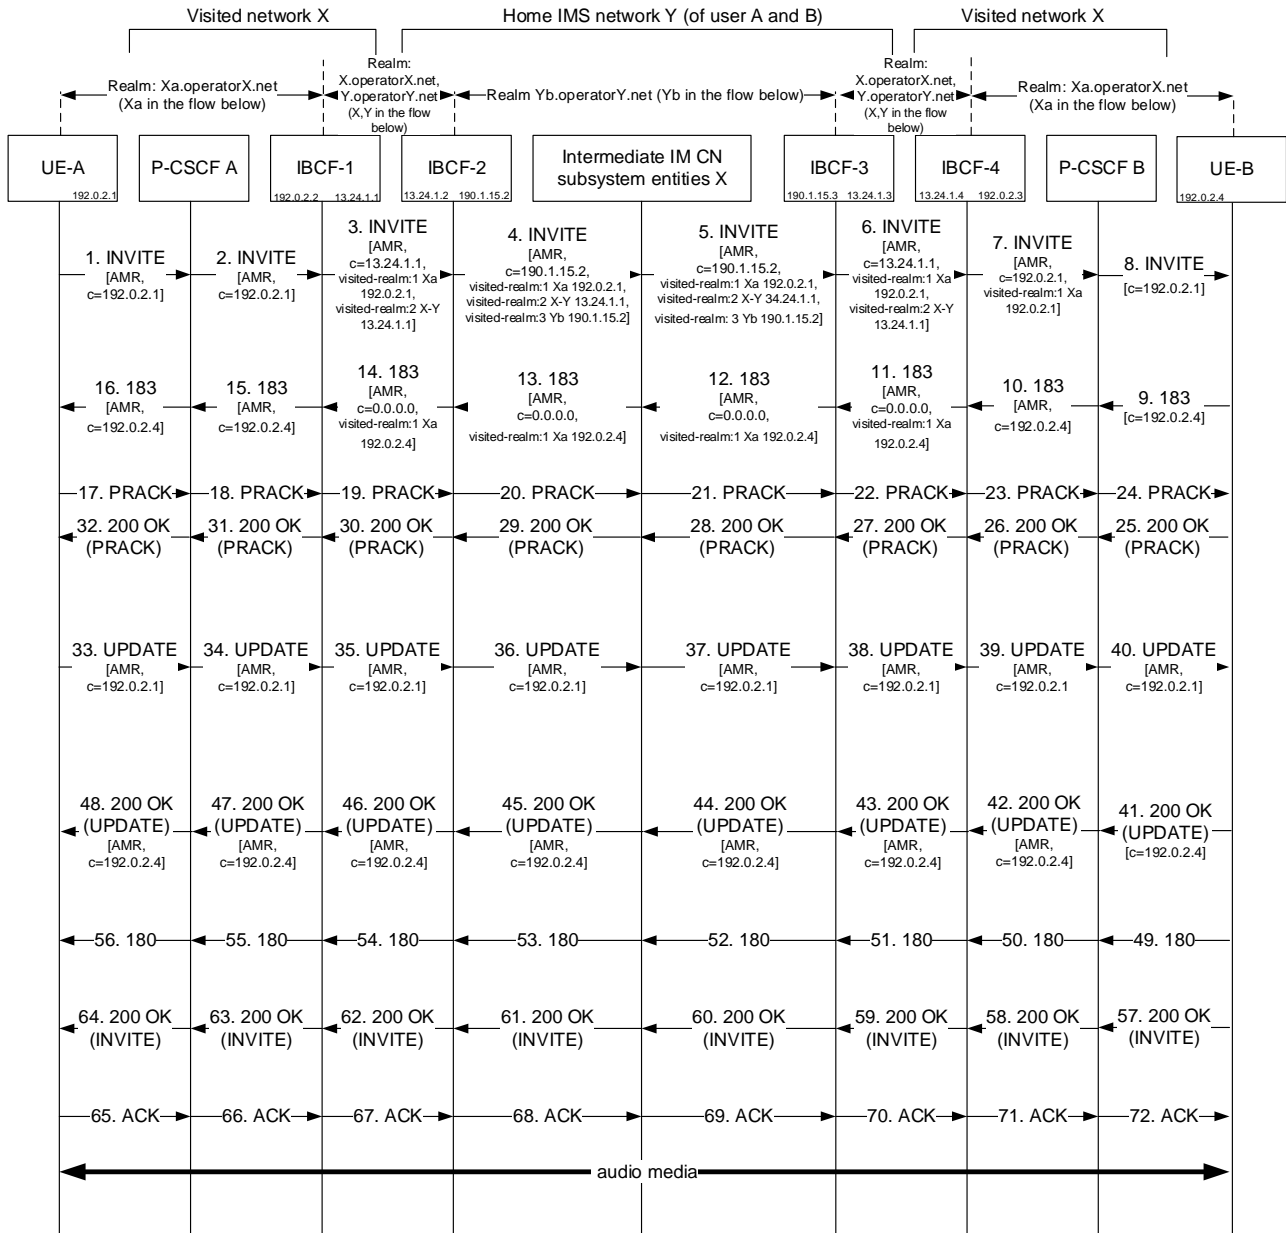 Visited network X
Home IMS network Y (of user A and B)
Visited network X
Realm: Xa.operatorX.net
(Xa in the flow below)
Realm:
X.operatorX.net,
Y.operatorY.net
(X,Y in the flow
below)
Realm Yb.operatorY.net (Yb in the flow below)
Realm:
X.operatorX.net,
Y.operatorY.net
(X,Y in the flow
below)
Realm: Xa.operatorX.net
(Xa in the flow below)
UE-A
192.0.2.1
P-CSCF A
IBCF-1
192.0.2.2 13.24.1.1
IBCF-2
13.24.1.2 190.1.15.2
Intermediate IM CN
subsystem entities X
IBCF-3
190.1.15.3 13.24.1.3
IBCF-4
13.24.1.4 192.0.2.3
P-CSCF B
UE-B
192.0.2.4
1. INVITE
[AMR,
c=192.0.2.1]
2. INVITE
[AMR,
c=192.0.2.1]
3. INVITE
[AMR,
c=13.24.1.1,
visited-realm:1 Xa
192.0.2.1,
visited-realm:2 X-Y
13.24.1.1]
4. INVITE
[AMR,
c=190.1.15.2,
visited-realm:1 Xa 192.0.2.1,
visited-realm:2 X-Y 13.24.1.1,
visited-realm:3 Yb 190.1.15.2]
5. INVITE
[AMR,
c=190.1.15.2,
visited-realm:1 Xa 192.0.2.1,
visited-realm:2 X-Y 34.24.1.1,
visited-realm: 3 Yb 190.1.15.2]
6. INVITE
[AMR,
c=13.24.1.1,
visited-realm:1 Xa
192.0.2.1,
visited-realm:2 X-Y
13.24.1.1]
7. INVITE
[AMR,
c=192.0.2.1,
visited-realm:1 Xa
192.0.2.1]
8. INVITE
[c=192.0.2.1]
16. 183
[AMR,
c=192.0.2.4]
15. 183
[AMR,
c=192.0.2.4]
14. 183
[AMR,
c=0.0.0.0,
visited-realm:1 Xa
192.0.2.4]
13. 183
[AMR,
c=0.0.0.0,
visited-realm:1 Xa 192.0.2.4]
12. 183
[AMR,
c=0.0.0.0,
visited-realm:1 Xa 192.0.2.4]
11. 183
[AMR,
c=0.0.0.0,
visited-realm:1 Xa
192.0.2.4]
10. 183
[AMR,
c=192.0.2.4]
9. 183
[c=192.0.2.4]
17. PRACK
18. PRACK
19. PRACK
20. PRACK
21. PRACK
22. PRACK
23. PRACK
24. PRACK
32. 200 OK
(PRACK)
31. 200 OK
(PRACK)
30. 200 OK
(PRACK)
29. 200 OK
(PRACK)
28. 200 OK
(PRACK)
27. 200 OK
(PRACK)
26. 200 OK
(PRACK)
25. 200 OK
(PRACK)
33. UPDATE
[AMR,
c=192.0.2.1]
34. UPDATE
[AMR,
c=192.0.2.1]
35. UPDATE
[AMR,
c=192.0.2.1]
36. UPDATE
[AMR,
c=192.0.2.1]
37. UPDATE
[AMR,
c=192.0.2.1]
38. UPDATE
[AMR,
c=192.0.2.1]
39. UPDATE
[AMR,
c=192.0.2.1
40. UPDATE
[AMR,
c=192.0.2.1]
48. 200 OK
(UPDATE)
[AMR,
c=192.0.2.4]
47. 200 OK
(UPDATE)
[AMR,
c=192.0.2.4]
46. 200 OK
(UPDATE)
[AMR,
c=192.0.2.4]
45. 200 OK
(UPDATE)
[AMR,
c=192.0.2.4]
44. 200 OK
(UPDATE)
[AMR,
c=192.0.2.4]
43. 200 OK
(UPDATE)
[AMR,
c=192.0.2.4]
42. 200 OK
(UPDATE)
[AMR,
c=192.0.2.4]
41. 200 OK
(UPDATE)
[c=192.0.2.4]
56. 180
55. 180
54. 180
53. 180
52. 180
51. 180
50. 180
49. 180
64. 200 OK
(INVITE)
63. 200 OK
(INVITE)
62. 200 OK
(INVITE)
61. 200 OK
(INVITE)
60. 200 OK
(INVITE)
59. 200 OK
(INVITE)
58. 200 OK
(INVITE)
57. 200 OK
(INVITE)
65. ACK
66. ACK
67. ACK
68. ACK
69. ACK
70. ACK
71. ACK
72. ACK
audio media